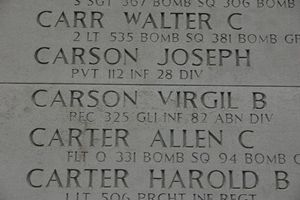 S SGT 367 BOMB SQ 306 BOMB
CARR WALTER C
2 LT 535 BOMB SQ 381 BOMB GP
CARSON JOSEPH
PVT 112 INF 28 DIV
CARSON VIRGIL B
PFC 325 GLI INF 82 ABN DIV
CARTER ALLEN C
FLT O 331 BOMB SQ 94 BOMB
CARTER HAROLD B
1 LT 506 PRCHT INF REGT